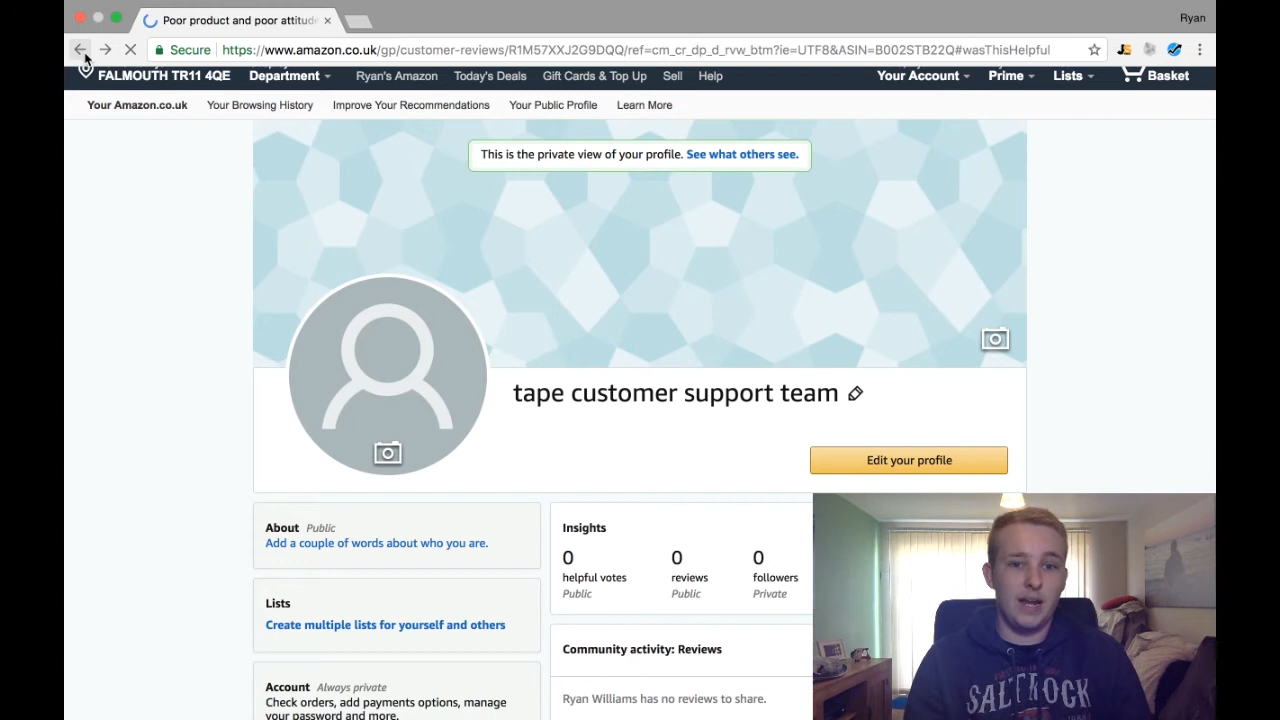 Poor product and poor attitude
Ryan
Secure
https://www.amazon.co.uk/gp/customer-reviews/R1M57XXJ2G9DQQ/ref=cm_cr_dp_d_rvw_btm?ie=UTF8&ASIN=B002STB22Q#wasThisHelpful
FALMOUTH TR11 4QE
Department
Ryan's Amazon
Today's Deals
Gift Cards & Top Up
Sell
Help
Your Account
Prime
Lists
Basket
Your Amazon.co.uk
Your Browsing History
Improve Your Recommendations
Your Public Profile
Learn More
This is the private view of your profile. See what others see.
tape customer support team
Edit your profile
About Public
Add a couple of words about who you are.
Lists
Create multiple lists for yourself and others
Account Always private
Check orders, add payments options, manage
your password and more.
Insights
0 0 0
helpful votes reviews followers
Public Public Private
Community activity: Reviews
Ryan Williams has no reviews to share.
SALTROCK